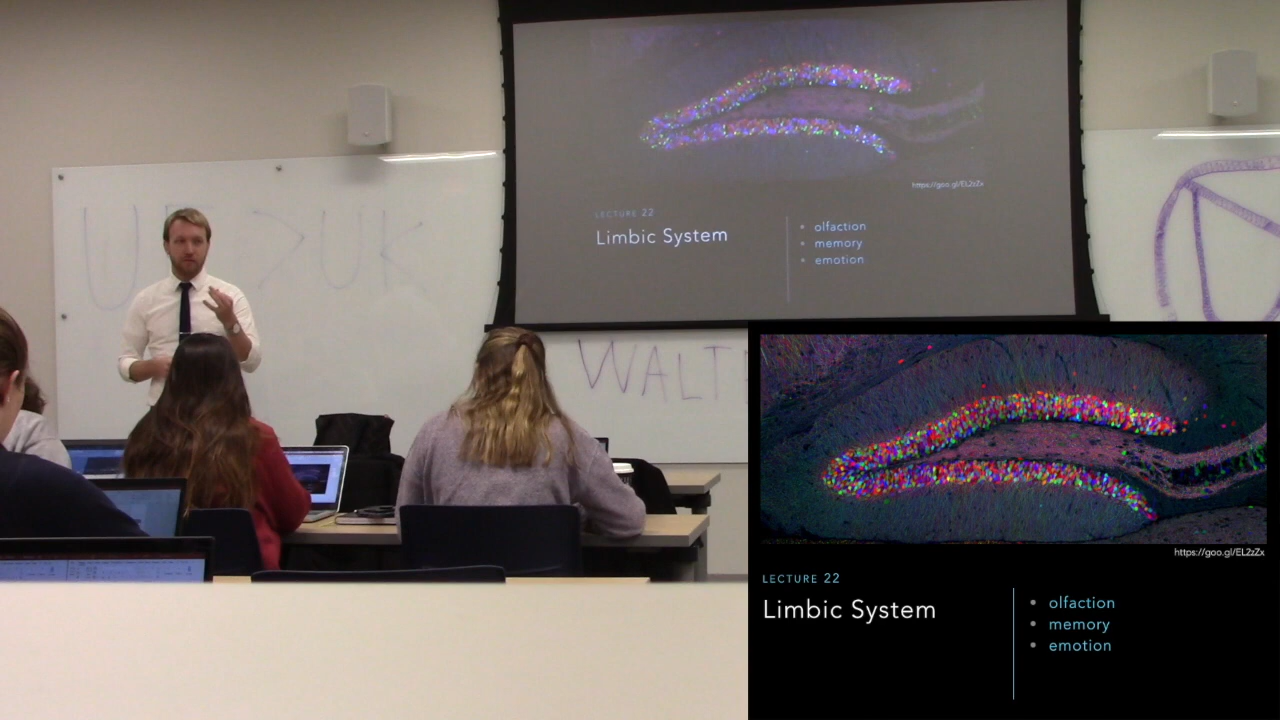 https://goo.gl/EL2zZx
LECTURE 22
Limbic System
• olfaction
• memory
• emotion
>UK
WALT
https://goo.gl/EL2zZx
LECTURE 22
Limbic System
• olfaction
• memory
• emotion